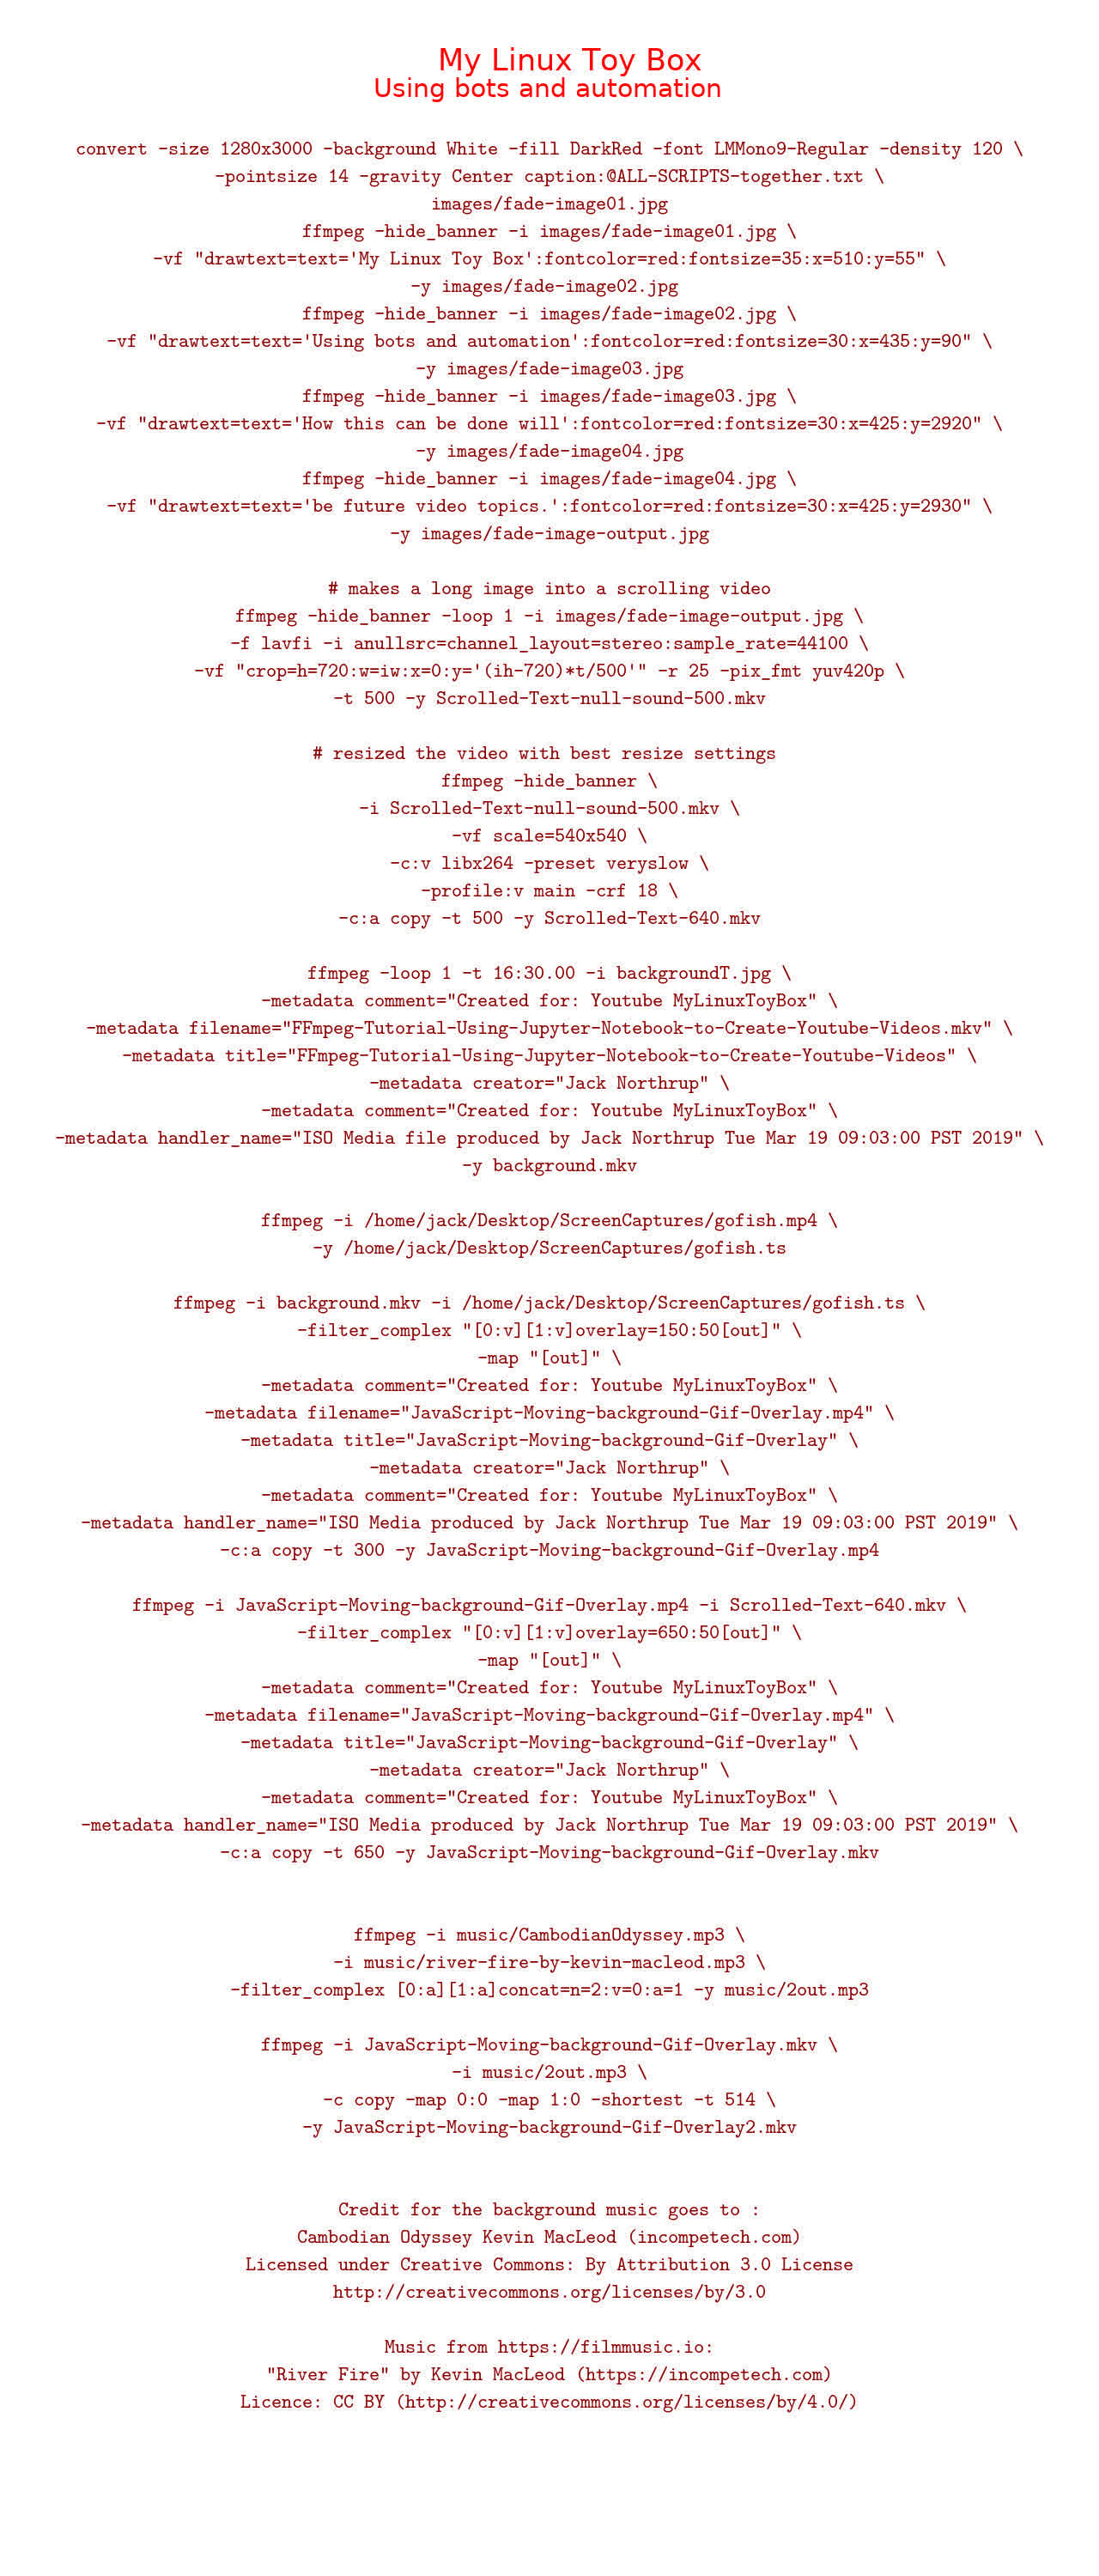 My Linux Toy Box
Using bots and automation
convert -size 1280x3000 -background White -fill DarkRed -font LMMono9-Regular -density 120 \
-pointsize 14 -gravity Center caption:@ALL-SCRIPTS-together.txt \
images/fade-image01.jpg
ffmpeg -hide_banner -i images/fade-image01.jpg \
-vf "drawtext=text='My Linux Toy Box':fontcolor=red:fontsize=35:x=510:y=55" \
-y images/fade-image02.jpg
ffmpeg -hide_banner -i images/fade-image02.jpg \
-vf "drawtext=text='Using bots and automation':fontcolor=red:fontsize=30:x=435:y=90" \
-y images/fade-image03.jpg
ffmpeg -hide_banner -i images/fade-image03.jpg \
-vf "drawtext=text='How this can be done will':fontcolor=red:fontsize=30:x=425:y=2920" \
-y images/fade-image04.jpg
ffmpeg -hide_banner -i images/fade-image04.jpg \
-vf "drawtext=text='be future video topics.':fontcolor=red:fontsize=30:x=425:y=2930" \
-y images/fade-image-output.jpg
# makes a long image into a scrolling video
ffmpeg -hide_banner -loop 1 -i images/fade-image-output.jpg \
-f lavfi -i anullsrc=channel_layout=stereo:sample_rate=44100 \
-vf "crop=h=720:w=iw:x=0:y='(ih-720)*t/500'" -r 25 -pix_fmt yuv420p \
-t 500 -y Scrolled-Text-null-sound-500.mkv
# resized the video with best resize settings
ffmpeg -hide_banner \
-i Scrolled-Text-null-sound-500.mkv \
-vf scale=540x540 \
-c:v libx264 -preset veryslow \
-profile:v main -crf 18 \
-c:a copy -t 500 -y Scrolled-Text-640.mkv
ffmpeg -loop 1 -t 16:30.00 -i backgroundT.jpg \
-metadata comment="Created for: Youtube MyLinuxToyBox" \
-metadata filename="FFmpeg-Tutorial-Using-Jupyter-Notebook-to-Create-Youtube-Videos.mkv" \
-metadata title="FFmpeg-Tutorial-Using-Jupyter-Notebook-to-Create-Youtube-Videos" \
-metadata creator="Jack Northrup" \
-metadata comment="Created for: Youtube MyLinuxToyBox" \
-metadata handler_name="ISO Media file produced by Jack Northrup Tue Mar 19 09:03:00 PST 2019" \
-y background.mkv
ffmpeg -i /home/jack/Desktop/ScreenCaptures/gofish.mp4 \
-y /home/jack/Desktop/ScreenCaptures/gofish.ts
ffmpeg -i background.mkv -i /home/jack/Desktop/ScreenCaptures/gofish.ts \
-filter_complex "[0:v][1:v]overlay=150:50[out]" \
-map "[out]" \
-metadata comment="Created for: Youtube MyLinuxToyBox" \
-metadata filename="JavaScript-Moving-background-Gif-Overlay.mp4" \
-metadata title="JavaScript-Moving-background-Gif-Overlay" \
-metadata creator="Jack Northrup" \
-metadata comment="Created for: Youtube MyLinuxToyBox" \
-metadata handler_name="ISO Media produced by Jack Northrup Tue Mar 19 09:03:00 PST 2019" \
-c:a copy -t 300 -y JavaScript-Moving-background-Gif-Overlay.mp4
ffmpeg -i JavaScript-Moving-background-Gif-Overlay.mp4 -i Scrolled-Text-640.mkv \
-filter_complex "[0:v][1:v]overlay=650:50[out]" \
-map "[out]" \
-metadata comment="Created for: Youtube MyLinuxToyBox" \
-metadata filename="JavaScript-Moving-background-Gif-Overlay.mp4" \
-metadata title="JavaScript-Moving-background-Gif-Overlay" \
-metadata creator="Jack Northrup" \
-metadata comment="Created for: Youtube MyLinuxToyBox" \
-metadata handler_name="ISO Media produced by Jack Northrup Tue Mar 19 09:03:00 PST 2019" \
-c:a copy -t 650 -y JavaScript-Moving-background-Gif-Overlay.mkv
ffmpeg -i music/CambodianOdyssey.mp3 \
-i music/river-fire-by-kevin-macleod.mp3 \
-filter_complex [0:a][1:a]concat=n=2:v=0:a=1 -y music/2out.mp3
ffmpeg -i JavaScript-Moving-background-Gif-Overlay.mkv \
-i music/2out.mp3 \
-c copy -map 0:0 -map 1:0 -shortest -t 514 \
-y JavaScript-Moving-background-Gif-Overlay2.mkv
Credit for the background music goes to :
Cambodian Odyssey Kevin MacLeod (incompetech.com)
Licensed under Creative Commons: By Attribution 3.0 License
http://creativecommons.org/licenses/by/3.0
Music from https://filmmusic.io:
"River Fire" by Kevin MacLeod (https://incompetech.com)
Licence: CC BY (http://creativecommons.org/licenses/by/4.0/)